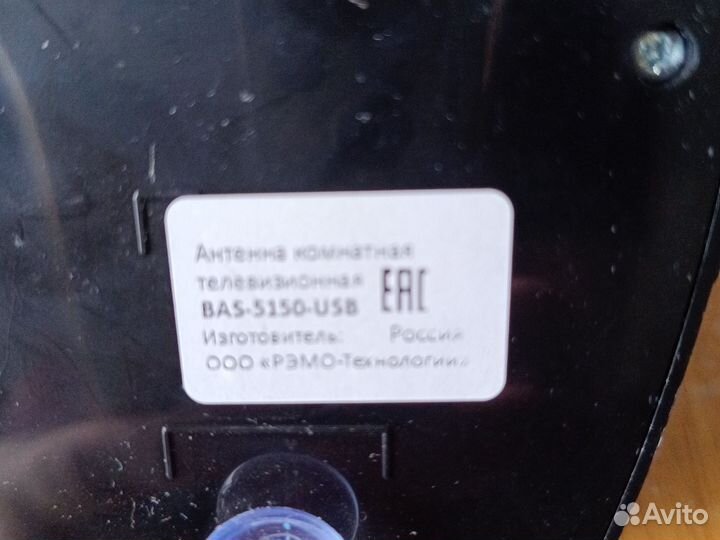 Антенна комнатная
телевизионная
BAS-5150-USB EAC
Изготовитель: Россия
ООО «РЭМО-Технологии»
Avito